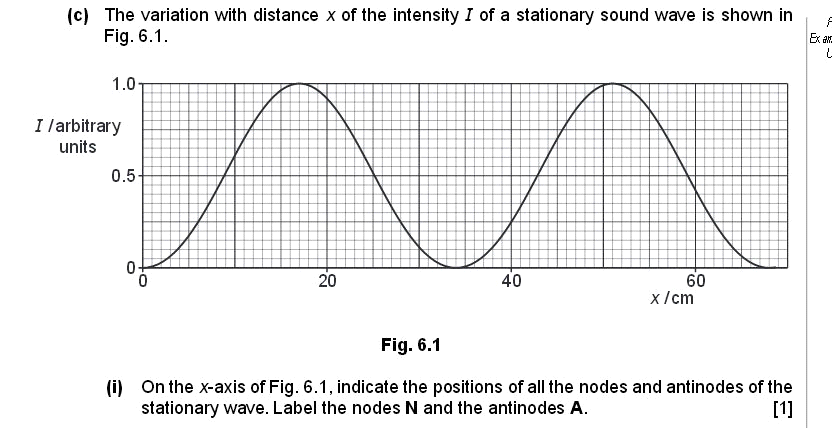 (c) The variation with distance x of the intensity I of a stationary sound wave is shown in
Fig. 6.1.
1.0
I / arbitrary
units
0.5
0
0 20 40 60
x / cm
Fig. 6.1
(i) On the x-axis of Fig. 6.1, indicate the positions of all the nodes and antinodes of the
stationary wave. Label the nodes N and the antinodes A. [1]